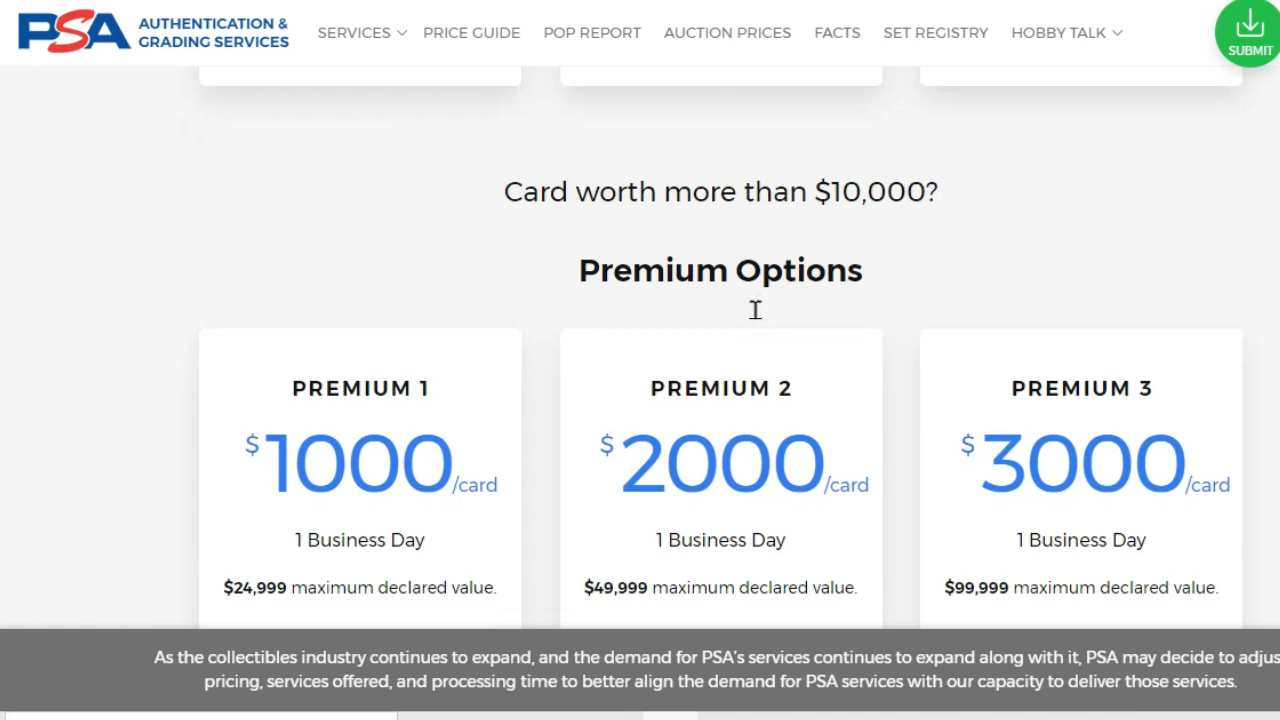 PSA AUTHENTICATION &
GRADING SERVICES
SERVICES PRICE GUIDE POP REPORT AUCTION PRICES FACTS SET REGISTRY HOBBY TALK
SUBMIT
Card worth more than $10,000?
Premium Options
PREMIUM 1
$1000/card
1 Business Day
$24,999 maximum declared value.
PREMIUM 2
$2000/card
1 Business Day
$49,999 maximum declared value.
PREMIUM 3
$3000/card
1 Business Day
$99,999 maximum declared value.
As the collectibles industry continues to expand, and the demand for PSA's services continues to expand along with it, PSA may decide to adjus
pricing, services offered, and processing time to better align the demand for PSA services with our capacity to deliver those services.